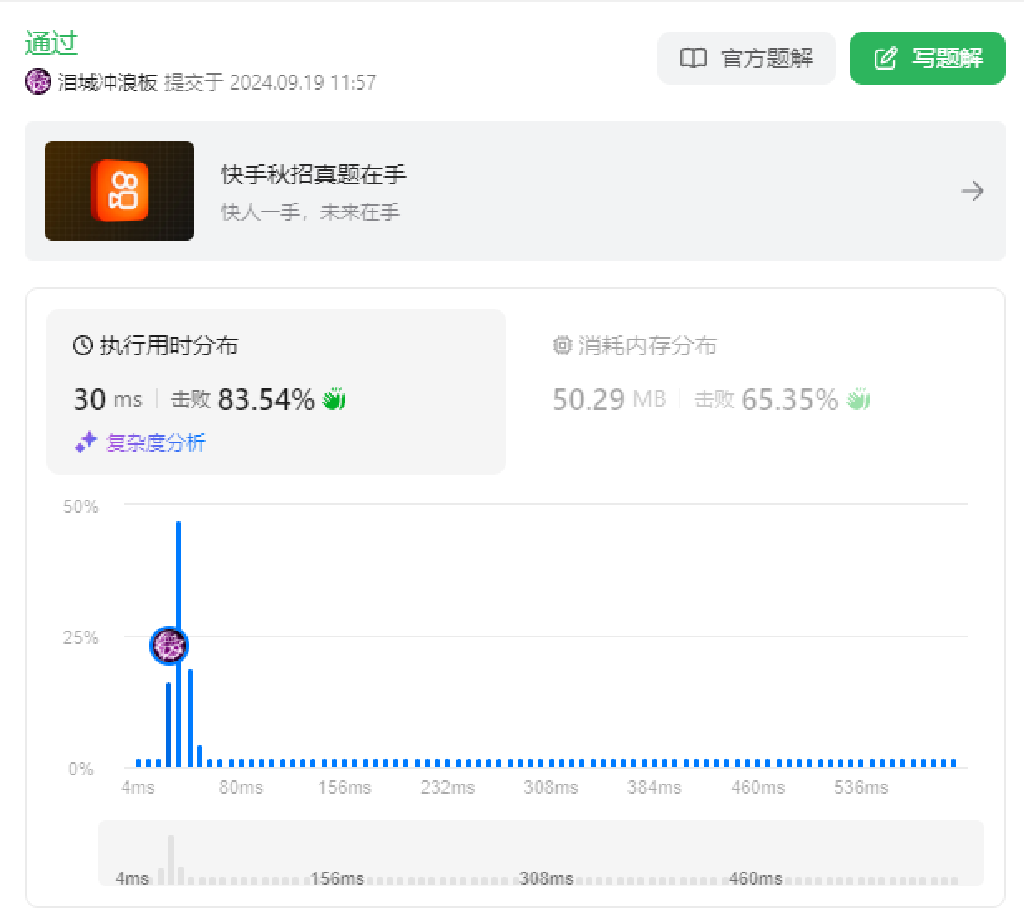 通过
官方题解
写题解
泪域冲浪板 提交于 2024.09.19 11:57
快手秋招真题在手
快人一手，未来在手
执行用时分布
30 ms 击败 83.54%
复杂度分析
消耗内存分布
50.29 MB 击败 65.35%
50%
25%
0%
4ms 80ms 156ms 232ms 308ms 384ms 460ms 536ms
4ms 156ms 308ms 460ms